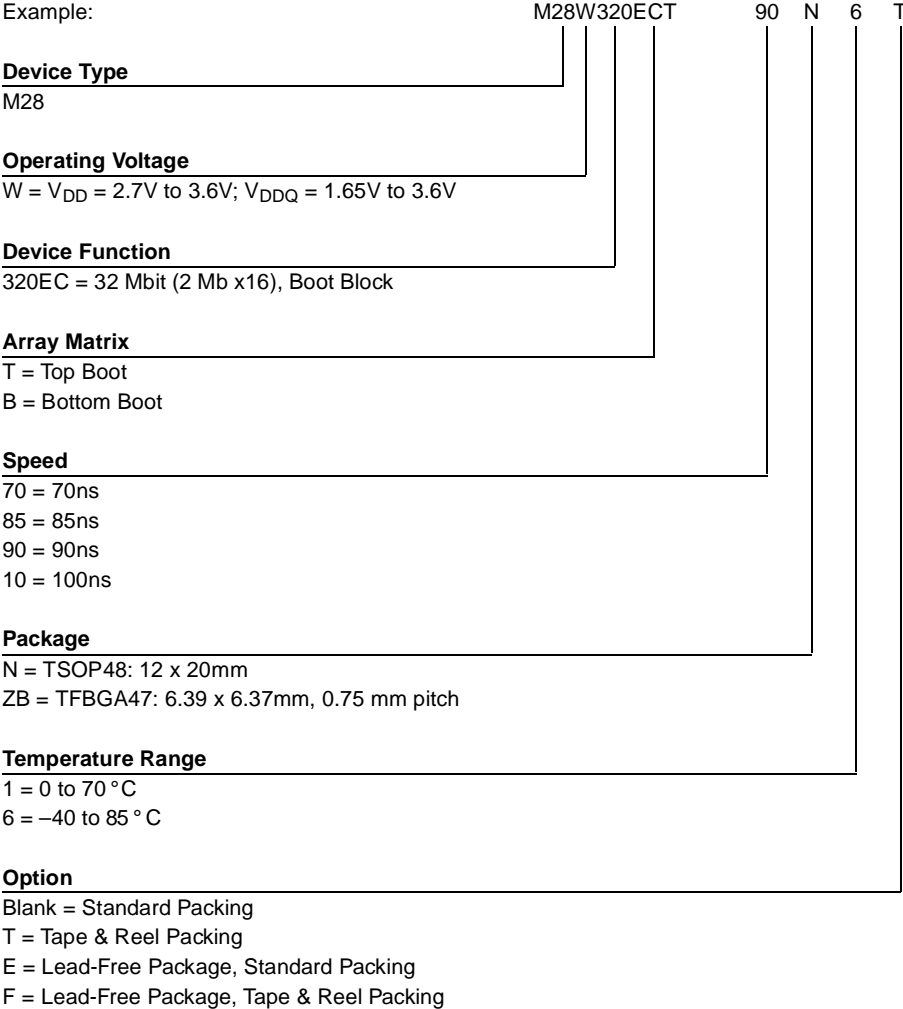 Example: M28W320ECT 90 N 6 T
Device Type
M28
Operating Voltage
W = VDD = 2.7V to 3.6V; VDDQ = 1.65V to 3.6V
Device Function
320EC = 32 Mbit (2 Mb x16), Boot Block
Array Matrix
T = Top Boot
B = Bottom Boot
Speed
70 = 70ns
85 = 85ns
90 = 90ns
10 = 100ns
Package
N = TSOP48: 12 x 20mm
ZB = TFBGA47: 6.39 x 6.37mm, 0.75 mm pitch
Temperature Range
1 = 0 to 70 °C
6 = –40 to 85 ° C
Option
Blank = Standard Packing
T = Tape & Reel Packing
E = Lead-Free Package, Standard Packing
F = Lead-Free Package, Tape & Reel Packing